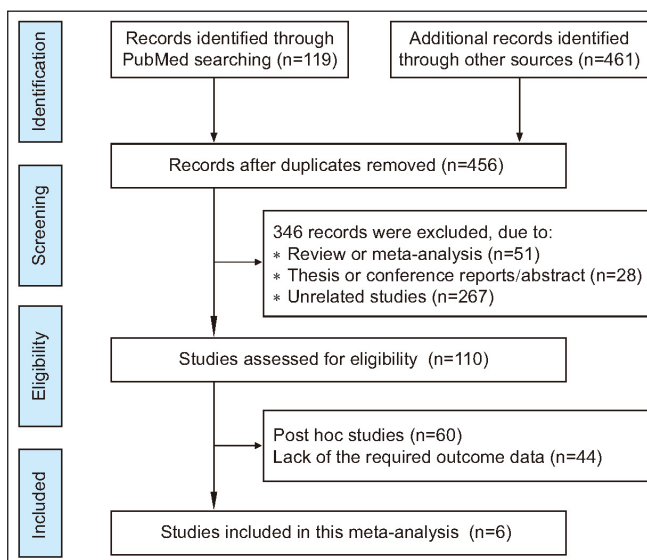 Identification
Records identified through
PubMed searching (n=119)
Additional records identified
through other sources (n=461)
Records after duplicates removed (n=456)
Screening
346 records were excluded, due to:
* Review or meta-analysis (n=51)
* Thesis or conference reports/abstract (n=28)
* Unrelated studies (n=267)
Eligibility
Studies assessed for eligibility (n=110)
Post hoc studies (n=60)
Lack of the required outcome data (n=44)
Included
Studies included in this meta-analysis (n=6)